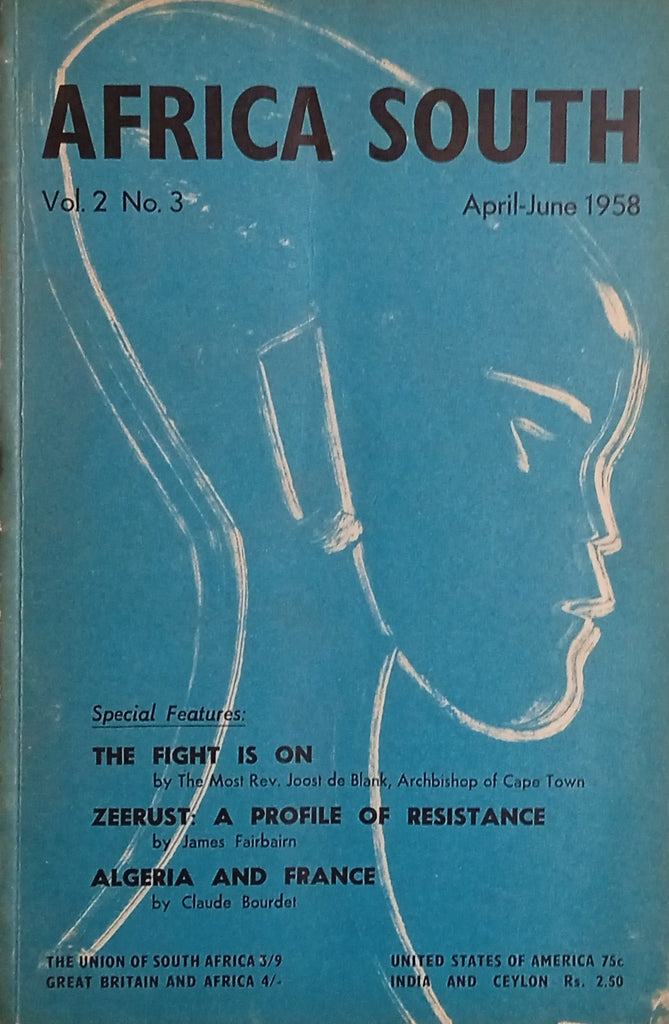 AFRICA SOUTH
Vol. 2 No. 3 April-June 1958
Special Features:
THE FIGHT IS ON
by The Most Rev. Joost de Blank, Archbishop of Cape Town
ZEERUST: A PROFILE OF RESISTANCE
by James Fairbairn
ALGERIA AND FRANCE
by Claude Bourdet
THE UNION OF SOUTH AFRICA 3/9
GREAT BRITAIN AND AFRICA 4/-
UNITED STATES OF AMERICA 75c
INDIA AND CEYLON Rs. 2.50